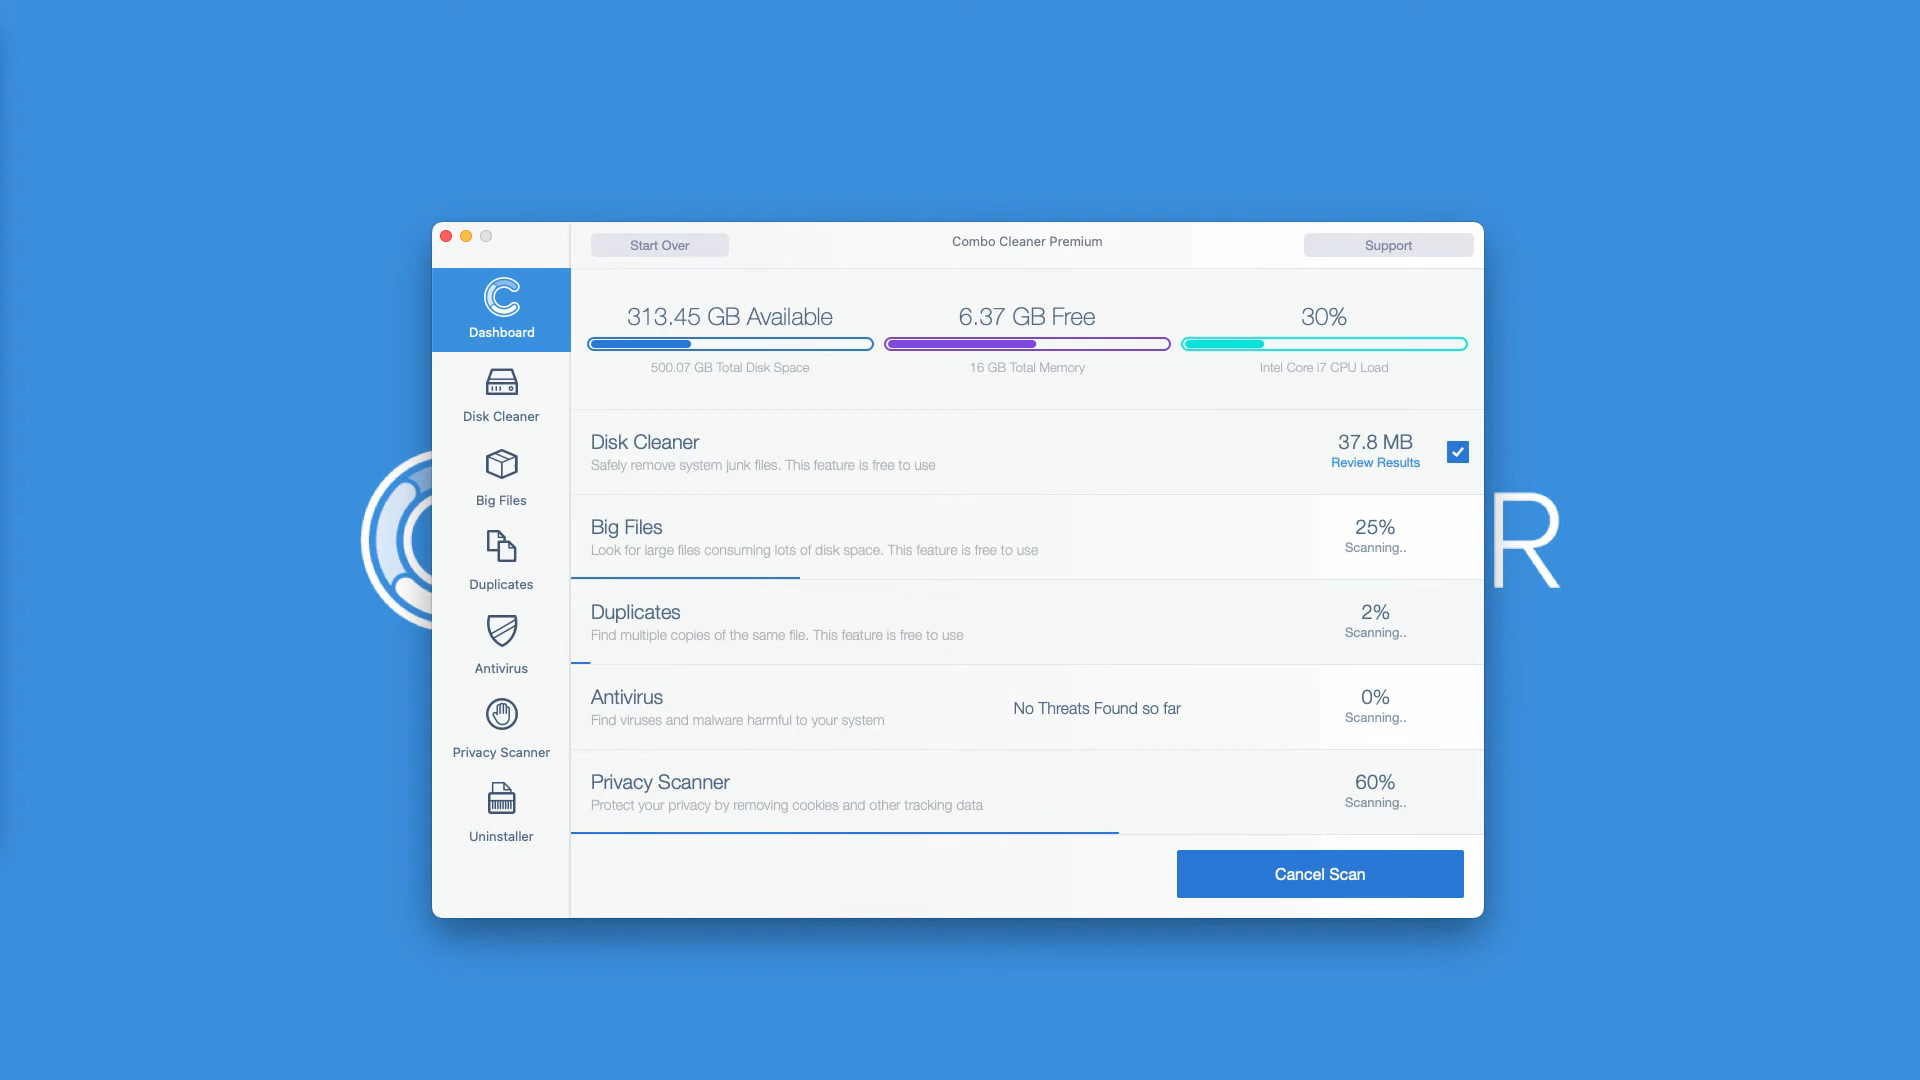 Start Over
Combo Cleaner Premium
Support
Dashboard
Disk Cleaner
Big Files
Duplicates
Antivirus
Privacy Scanner
Uninstaller
313.45 GB Available
500.07 GB Total Disk Space
6.37 GB Free
16 GB Total Memory
30%
Intel Core i7 CPU Load
Disk Cleaner
Safely remove system junk files. This feature is free to use
37.8 MB
Review Results
Big Files
Look for large files consuming lots of disk space. This feature is free to use
25%
Scanning..
Duplicates
Find multiple copies of the same file. This feature is free to use
2%
Scanning..
Antivirus
Find viruses and malware harmful to your system
No Threats Found so far
0%
Scanning..
Privacy Scanner
Protect your privacy by removing cookies and other tracking data
60%
Scanning..
Cancel Scan
R